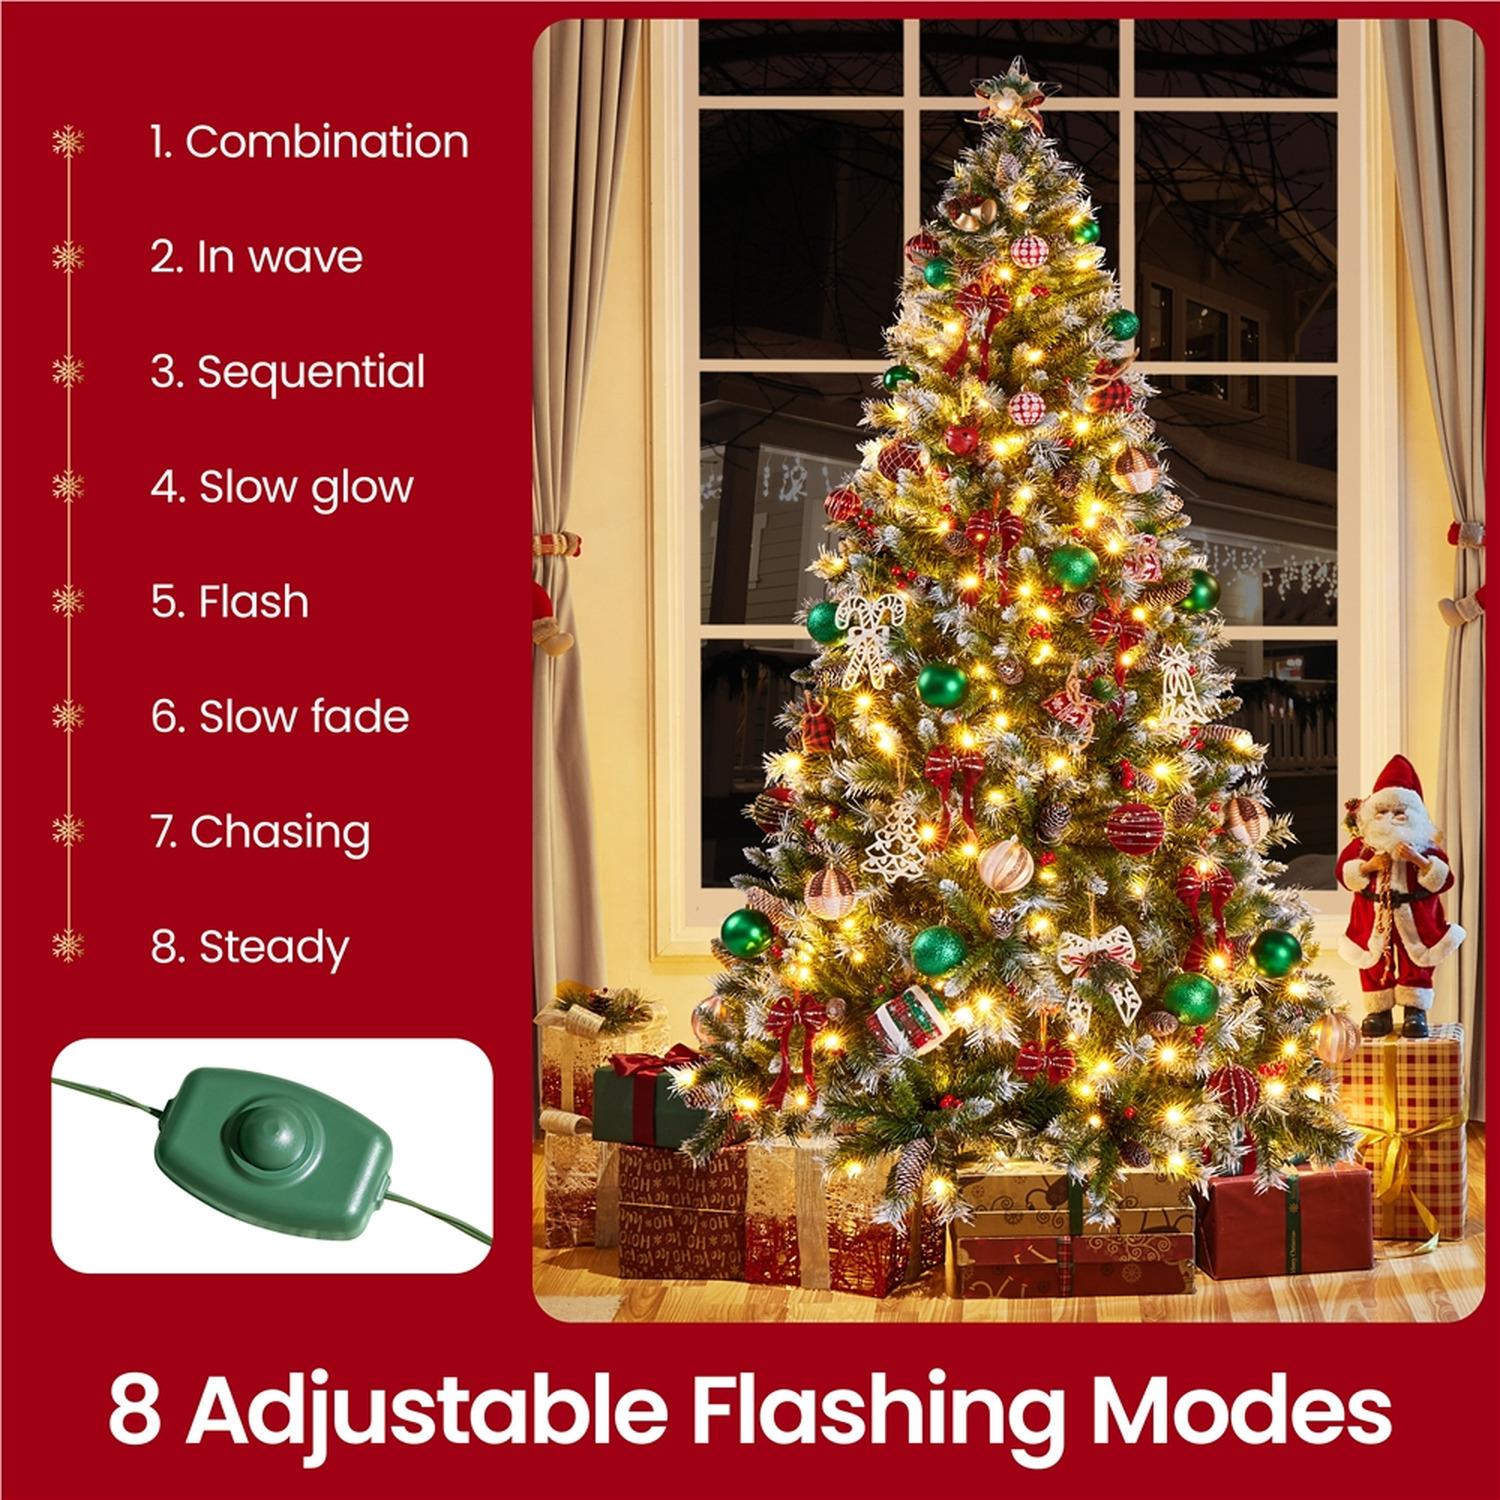 1. Combination
2. In wave
3. Sequential
4. Slow glow
5. Flash
6. Slow fade
7. Chasing
8. Steady
8 Adjustable Flashing Modes